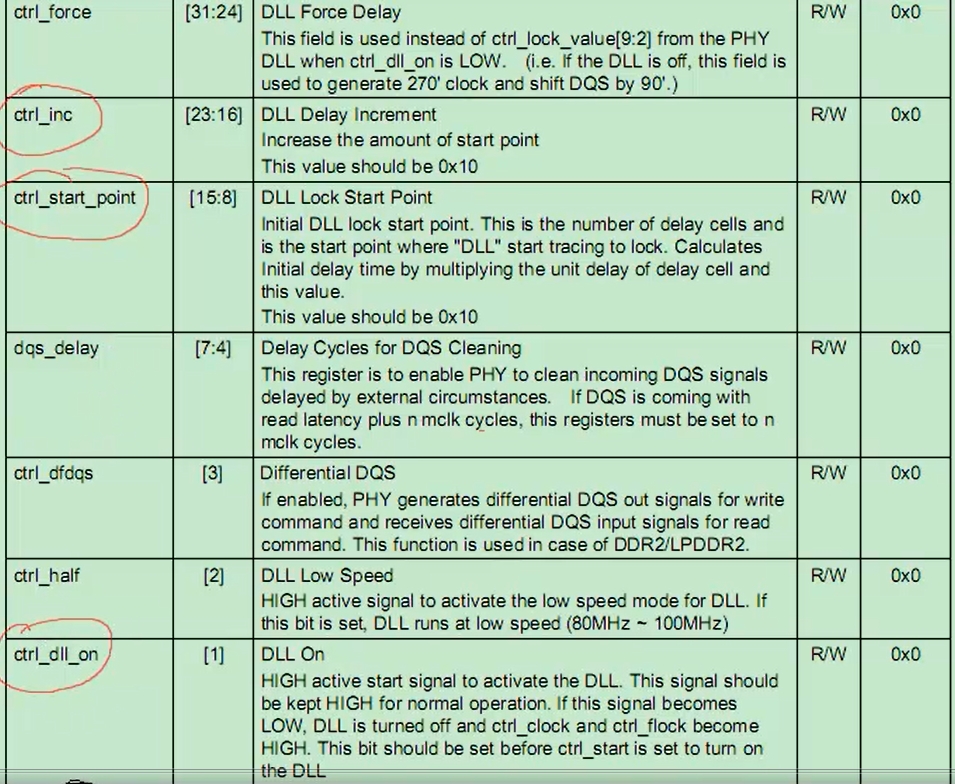 ctrl_force [31:24] DLL Force Delay R/W 0x0
This field is used instead of ctrl_lock_value[9:2] from the PHY
DLL when ctrl_dll_on is LOW. (i.e. If the DLL is off, this field is
used to generate 270' clock and shift DQS by 90'.)
ctrl_inc [23:16] DLL Delay Increment R/W 0x0
Increase the amount of start point
This value should be 0x10
ctrl_start_point [15:8] DLL Lock Start Point R/W 0x0
Initial DLL lock start point. This is the number of delay cells and
is the start point where "DLL" start tracing to lock. Calculates
Initial delay time by multiplying the unit delay of delay cell and
this value.
This value should be 0x10
dqs_delay [7:4] Delay Cycles for DQS Cleaning R/W 0x0
This register is to enable PHY to clean incoming DQS signals
delayed by external circumstances. If DQS is coming with
read latency plus n mclk cycles, this registers must be set to n
mclk cycles.
ctrl_dfdqs [3] Differential DQS R/W 0x0
If enabled, PHY generates differential DQS out signals for write
command and receives differential DQS input signals for read
command. This function is used in case of DDR2/LPDDR2.
ctrl_half [2] DLL Low Speed R/W 0x0
HIGH active signal to activate the low speed mode for DLL. If
this bit is set, DLL runs at low speed (80MHz ~ 100MHz)
ctrl_dll_on [1] DLL On R/W 0x0
HIGH active start signal to activate the DLL. This signal should
be kept HIGH for normal operation. If this signal becomes
LOW, DLL is turned off and ctrl_clock and ctrl_flock become
HIGH. This bit should be set before ctrl_start is set to turn on
the DLL